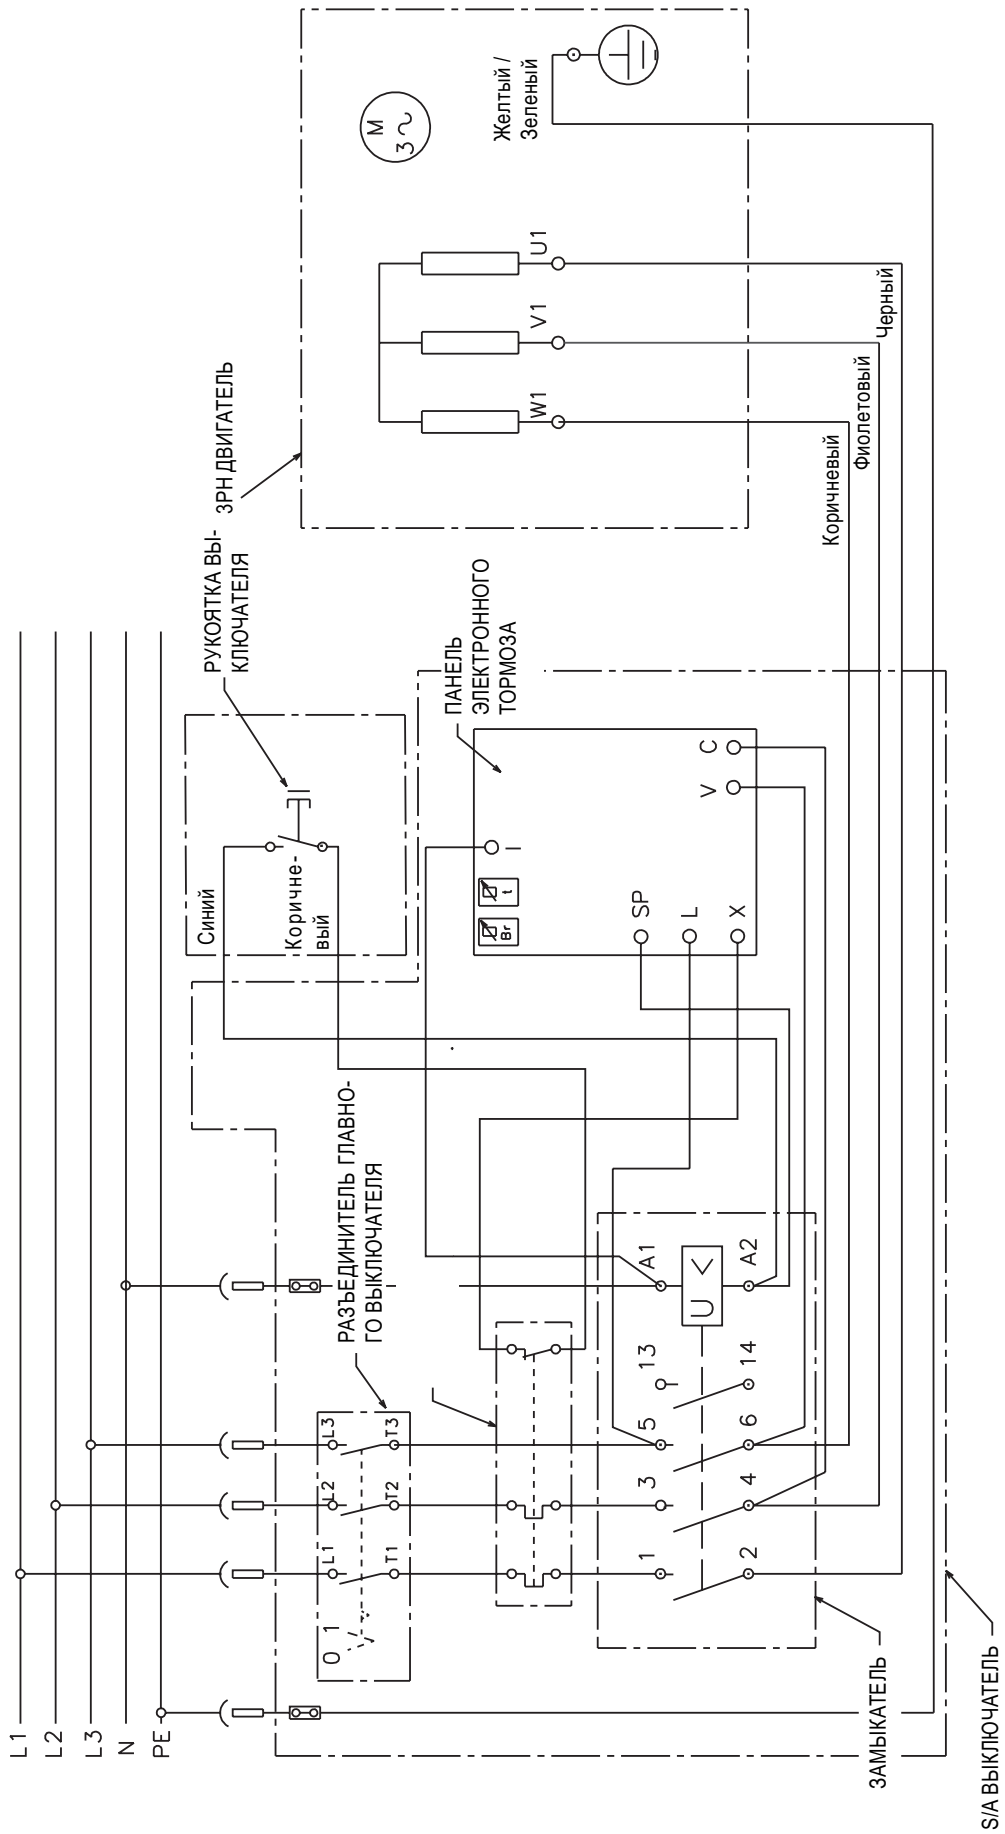 L1
L2
L3
N
PE
РУКОЯТКА ВЫ-
КЛЮЧАТЕЛЯ
Синий
Коричне-
вый
3PH ДВИГАТЕЛЬ
M
3
Желтый /
Зеленый
W1
V1
U1
Коричневый
Фиолетовый
Черный
ПАНЕЛЬ
ЭЛЕКТРОННОГО
ТОРМОЗА
Br
t
I
SP
L
X
V
C
РАЗЪЕДИНИТЕЛЬ ГЛАВНО-
ГО ВЫКЛЮЧАТЕЛЯ
0 1
L1
L2
L3
T1
T2
T3
1
3
5
13
A1
U <
2
4
6
14
A2
ЗАМЫКАТЕЛЬ
S/A ВЫКЛЮЧАТЕЛЬ